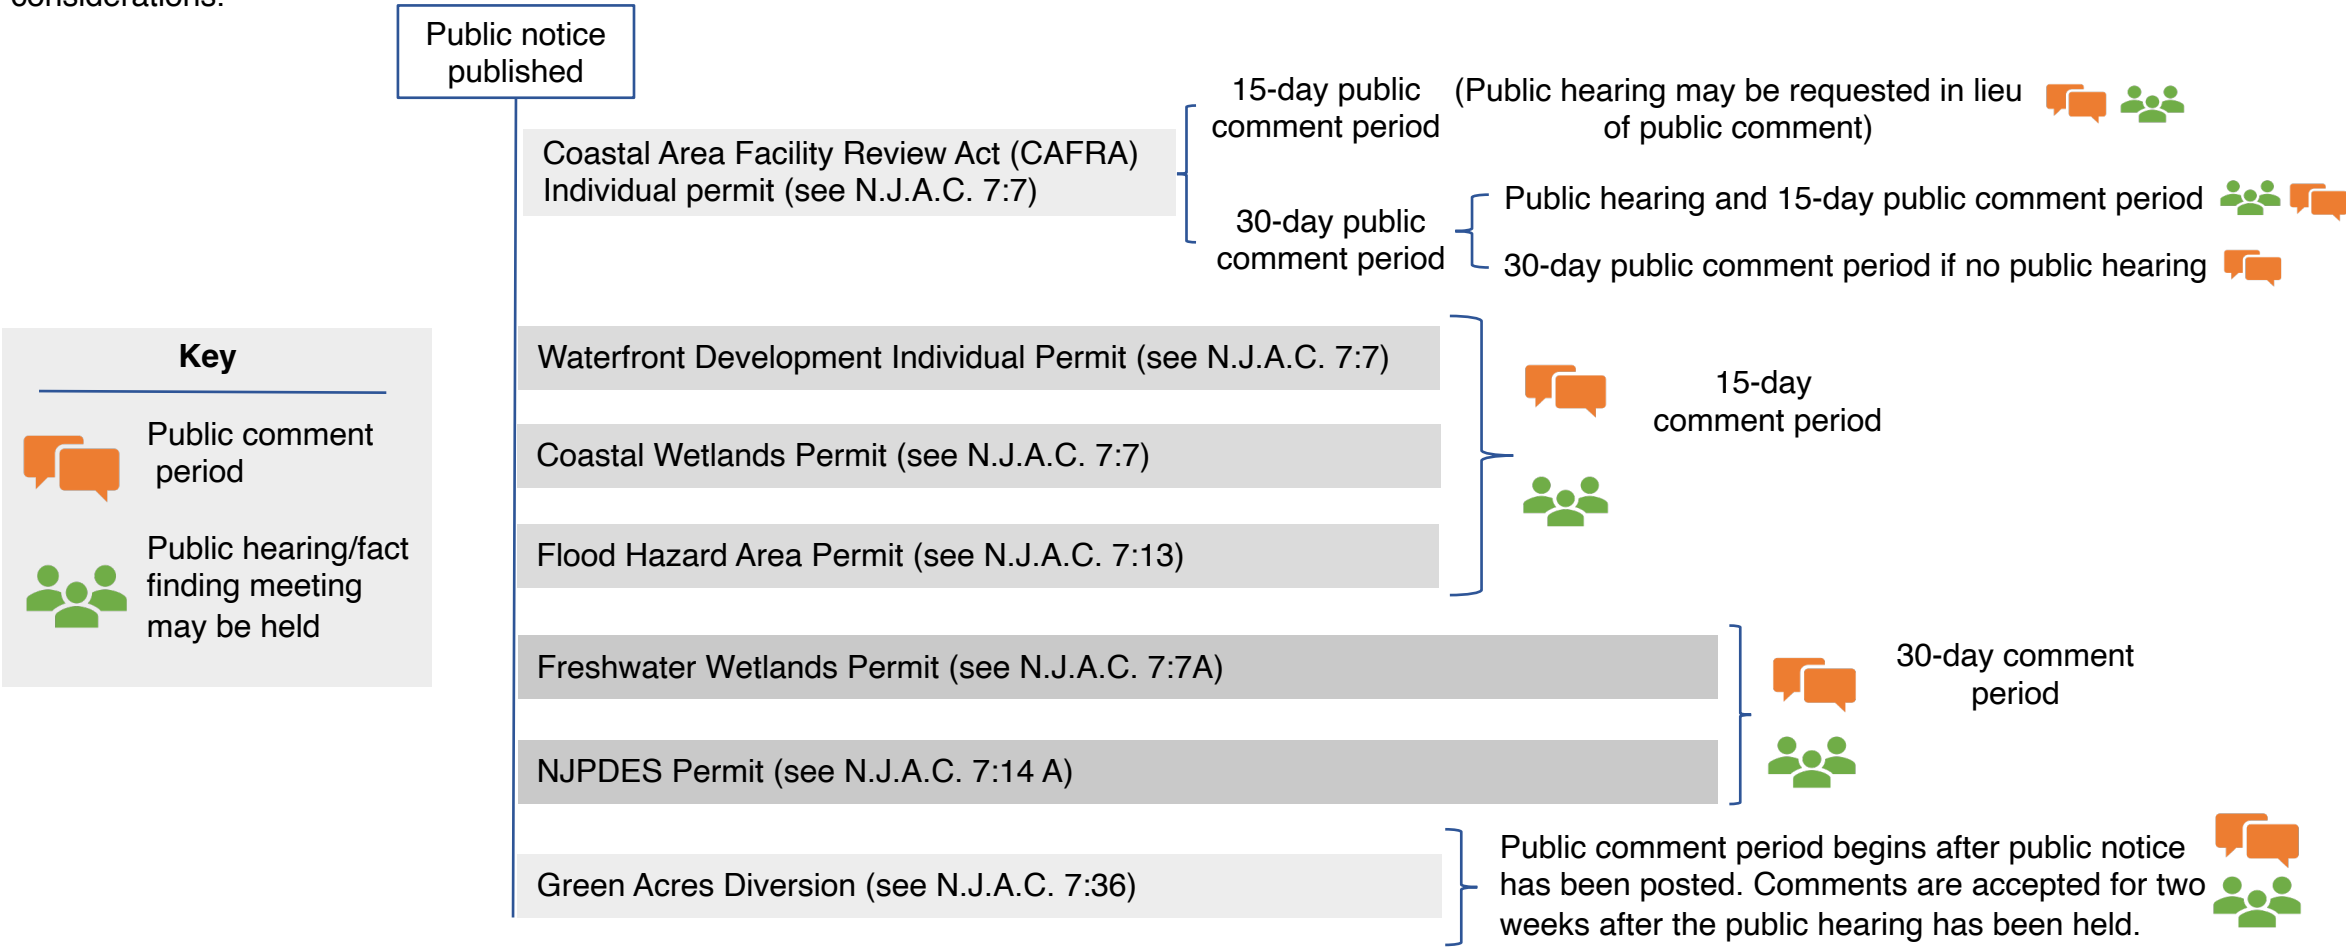 considerations.
Public notice
published
15-day public
comment period
(Public hearing may be requested in lieu
of public comment)
Coastal Area Facility Review Act (CAFRA)
Individual permit (see N.J.A.C. 7:7)
30-day public
comment period
Public hearing and 15-day public comment period
30-day public comment period if no public hearing
Key
Public comment
period
Public hearing/fact
finding meeting
may be held
Waterfront Development Individual Permit (see N.J.A.C. 7:7)
Coastal Wetlands Permit (see N.J.A.C. 7:7)
Flood Hazard Area Permit (see N.J.A.C. 7:13)
15-day
comment period
Freshwater Wetlands Permit (see N.J.A.C. 7:7A)
NJPDES Permit (see N.J.A.C. 7:14 A)
30-day comment
period
Green Acres Diversion (see N.J.A.C. 7:36)
Public comment period begins after public notice
has been posted. Comments are accepted for two
weeks after the public hearing has been held.